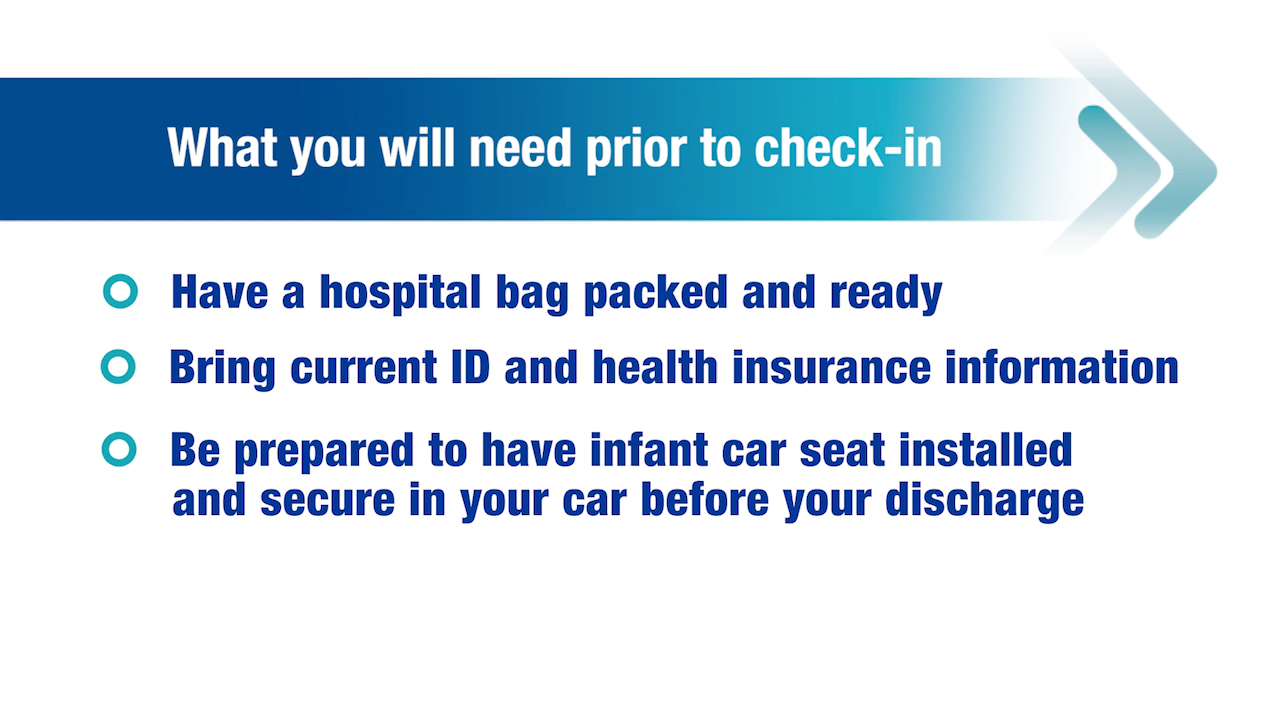 What you will need prior to check-in
Have a hospital bag packed and ready
Bring current ID and health insurance information
Be prepared to have infant car seat installed
and secure in your car before your discharge